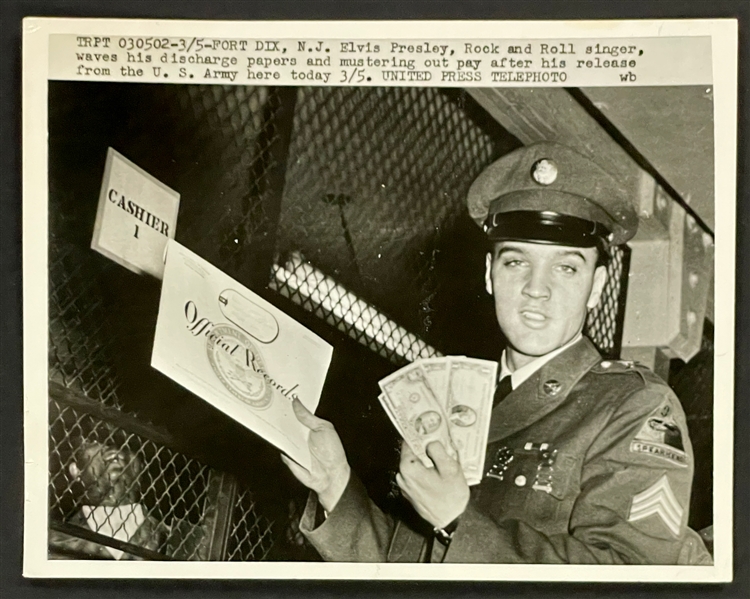 TRPT 030502-3/5-FORT DIX, N.J. Elvis Presley, Rock and Roll singer,
waves his discharge papers and mustering out pay after his release
from the U. S. Army here today 3/5. UNITED PRESS TELEPHOTO wb
CASHIER
1
Official Records
SPEARHEAD